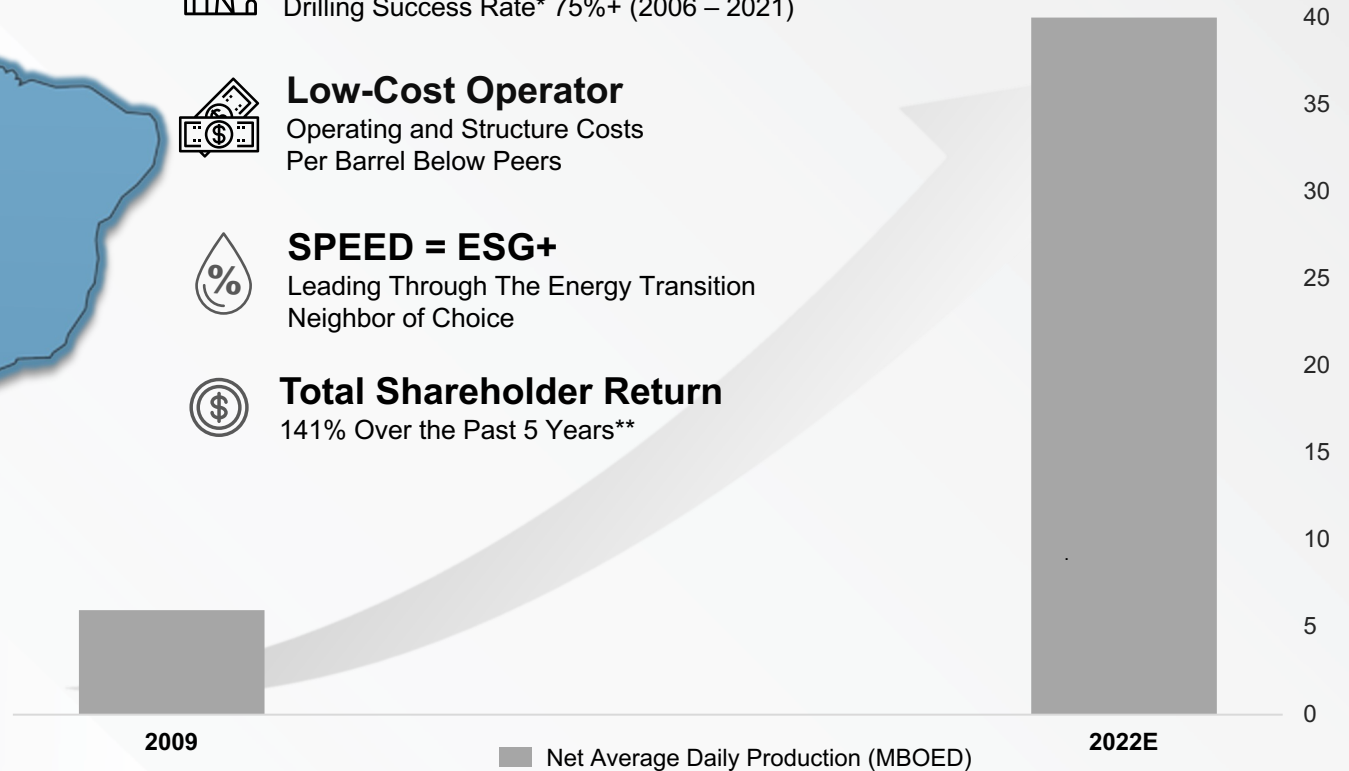 Drilling Success Rate* 75%+ (2006 – 2021)
Low-Cost Operator
Operating and Structure Costs
Per Barrel Below Peers
SPEED = ESG+
Leading Through The Energy Transition
Neighbor of Choice
Total Shareholder Return
141% Over the Past 5 Years**
40
35
30
25
20
15
10
5
0
2009
2022E
Net Average Daily Production (MBOED)